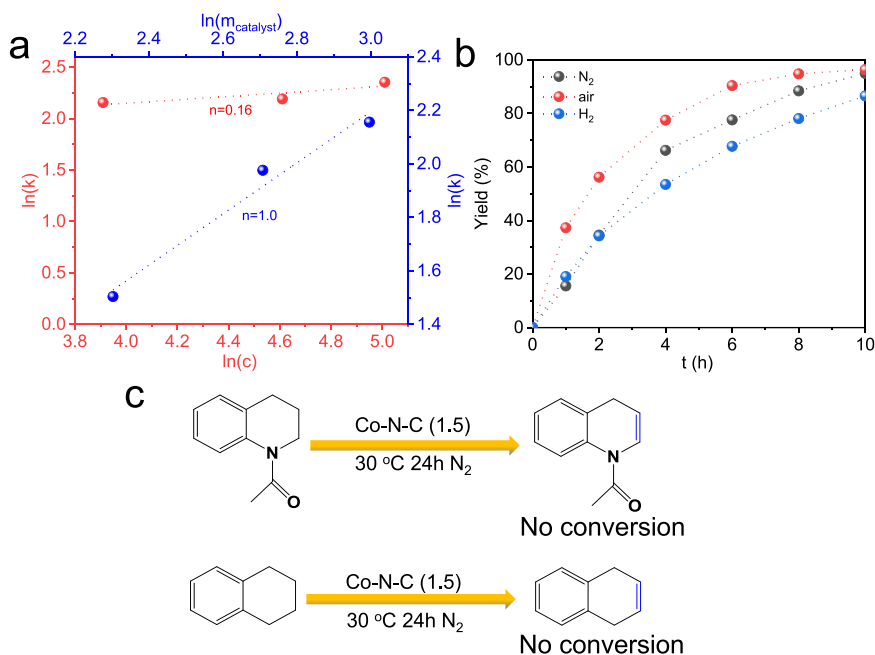 a
ln(m_catalyst)
2.2 2.4 2.6 2.8 3.0
2.5
2.0
1.5
1.0
0.5
0.0
ln(k)
n=0.16
n=1.0
2.4
2.2
2.0
1.8
1.6
1.4
ln(k)
3.8 4.0 4.2 4.4 4.6 4.8 5.0
ln(c)
b
100
80
60
40
20
0
Yield (%)
N₂
air
H₂
0 2 4 6 8 10
t (h)
c
Co-N-C (1.5)
30 °C 24h N₂
N
O
N
O
No conversion
Co-N-C (1.5)
30 °C 24h N₂
No conversion